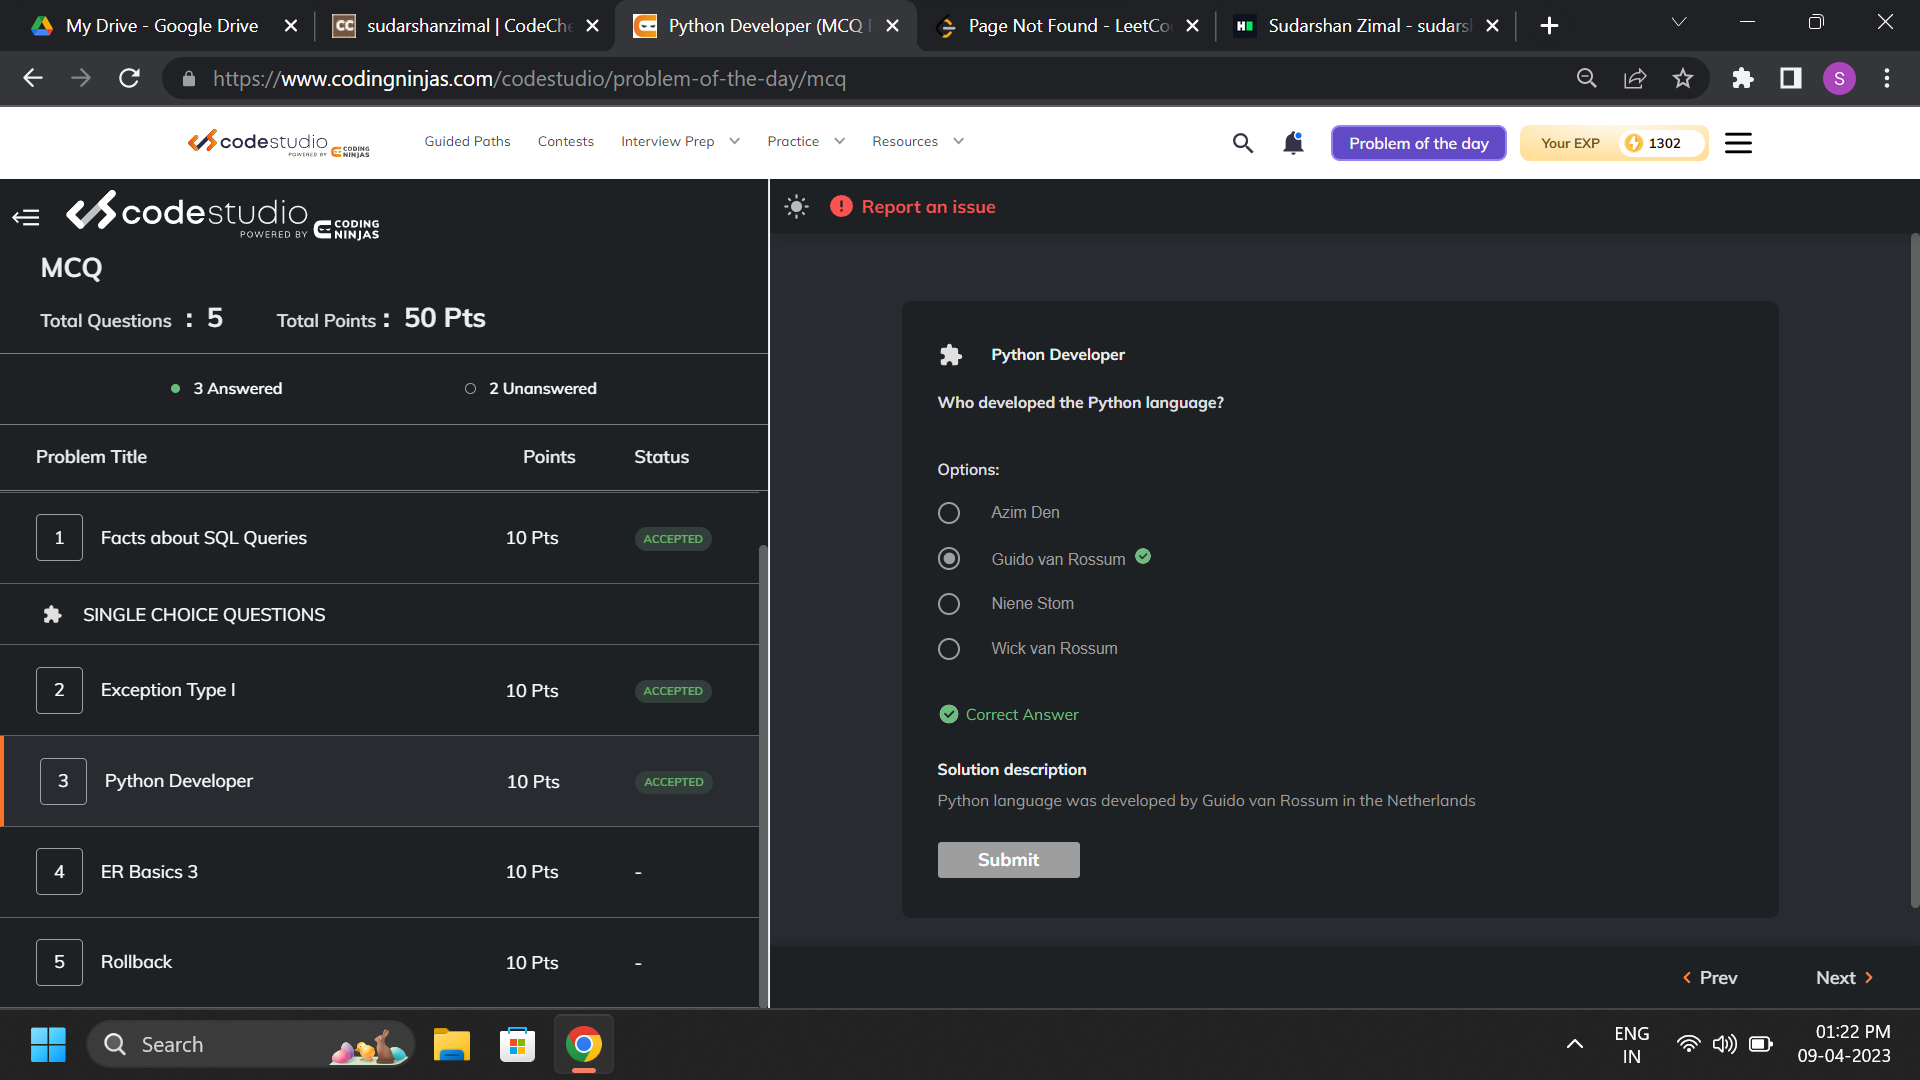 My Drive - Google Drive
sudarshanzimal | CodeChe
Python Developer (MCQ
Page Not Found - LeetCo
Sudarshan Zimal - sudars
https://www.codingninjas.com/codestudio/problem-of-the-day/mcq
S
codestudio
POWERED BY CODING NINJAS
Guided Paths
Contests
Interview Prep
Practice
Resources
Problem of the day
Your EXP
1302
codestudio
POWERED BY CODING NINJAS
Report an issue
MCQ
Total Questions : 5
Total Points : 50 Pts
3 Answered
2 Unanswered
Problem Title
Points
Status
1
Facts about SQL Queries
10 Pts
ACCEPTED
SINGLE CHOICE QUESTIONS
2
Exception Type I
10 Pts
ACCEPTED
3
Python Developer
10 Pts
ACCEPTED
4
ER Basics 3
10 Pts
-
5
Rollback
10 Pts
-
Python Developer
Who developed the Python language?
Options:
Azim Den
Guido van Rossum
Niene Stom
Wick van Rossum
Correct Answer
Solution description
Python language was developed by Guido van Rossum in the Netherlands
Submit
Prev
Next
Search
ENG
IN
01:22 PM
09-04-2023